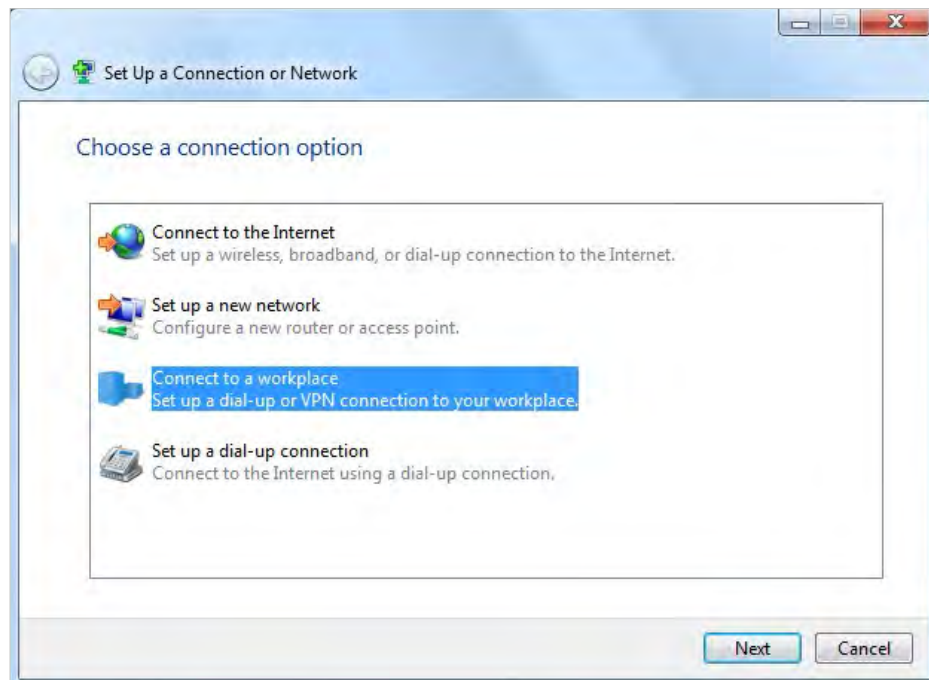 Set Up a Connection or Network
Choose a connection option
Connect to the Internet
Set up a wireless, broadband, or dial-up connection to the Internet.
Set up a new network
Configure a new router or access point.
Connect to a workplace
Set up a dial-up or VPN connection to your workplace.
Set up a dial-up connection
Connect to the Internet using a dial-up connection.
Next Cancel